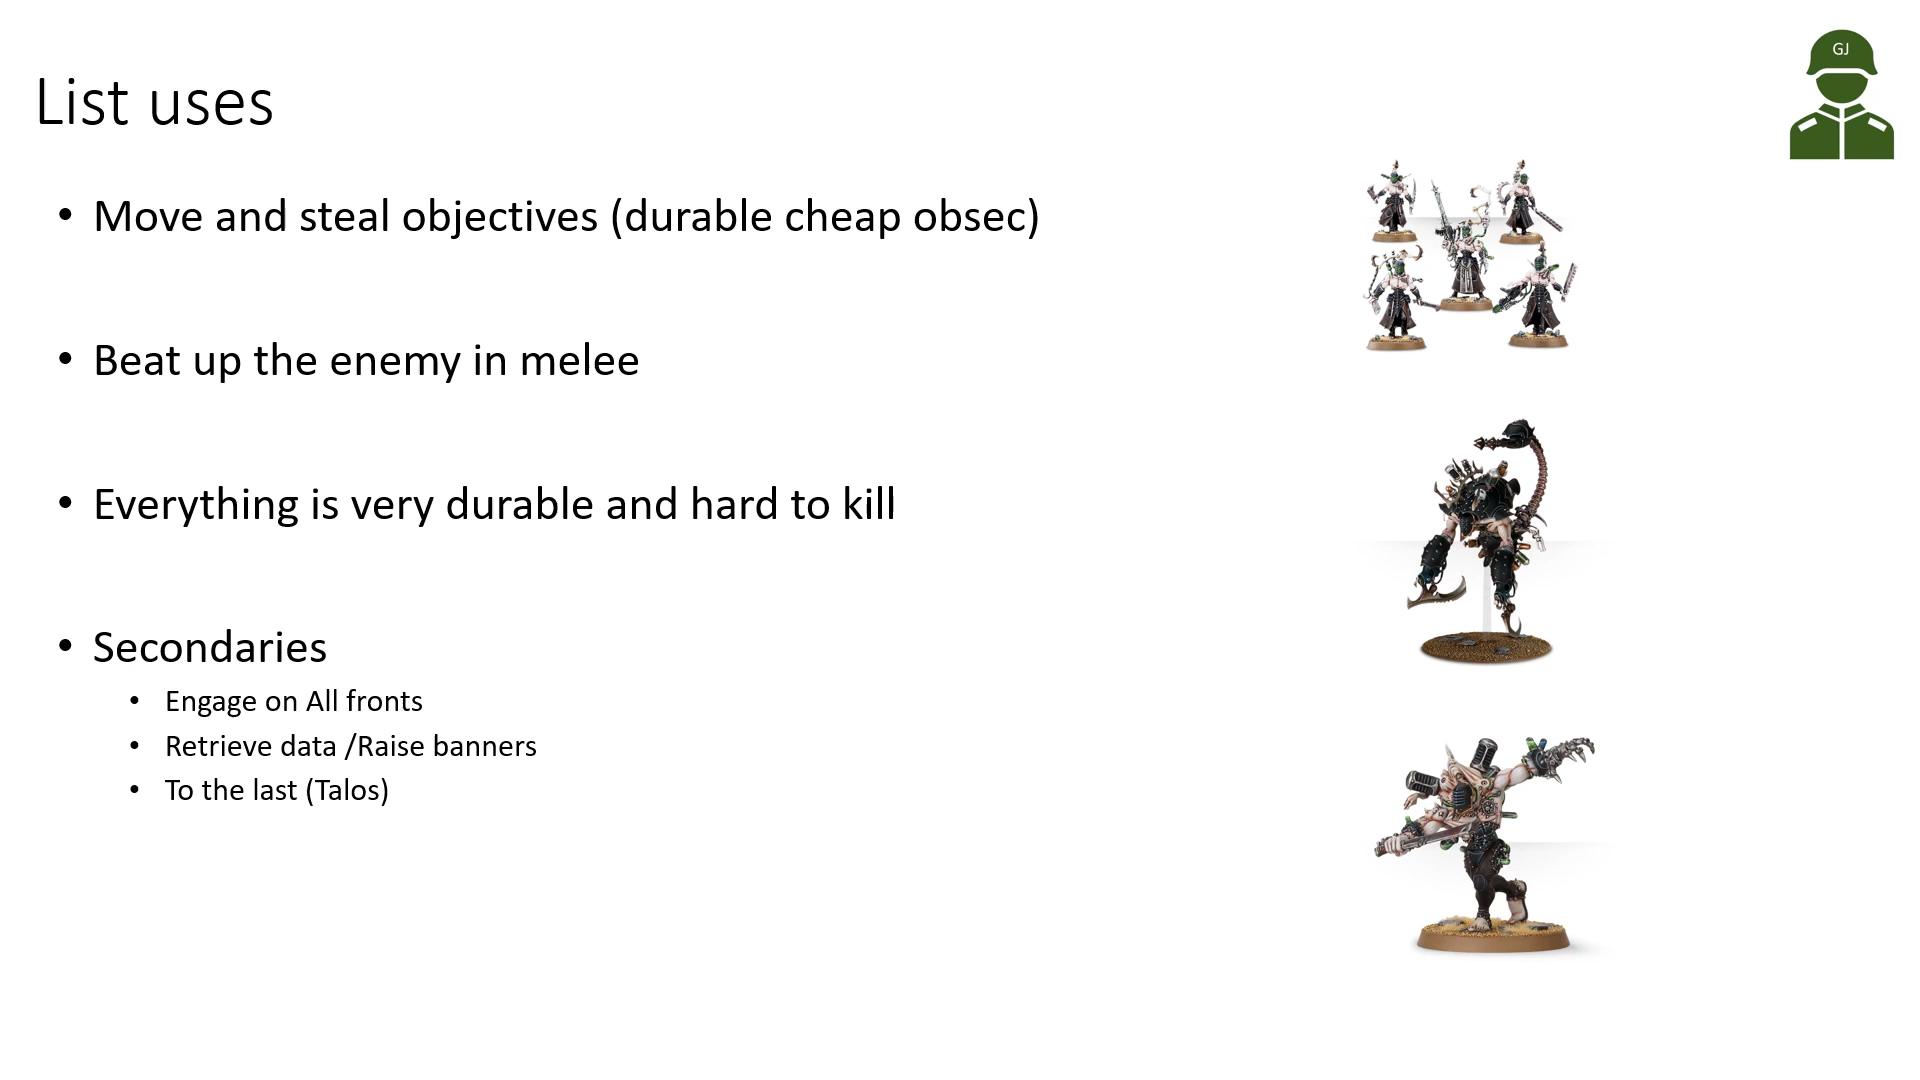 GJ
List uses
• Move and steal objectives (durable cheap obsec)
• Beat up the enemy in melee
• Everything is very durable and hard to kill
• Secondaries
• Engage on All fronts
• Retrieve data /Raise banners
• To the last (Talos)